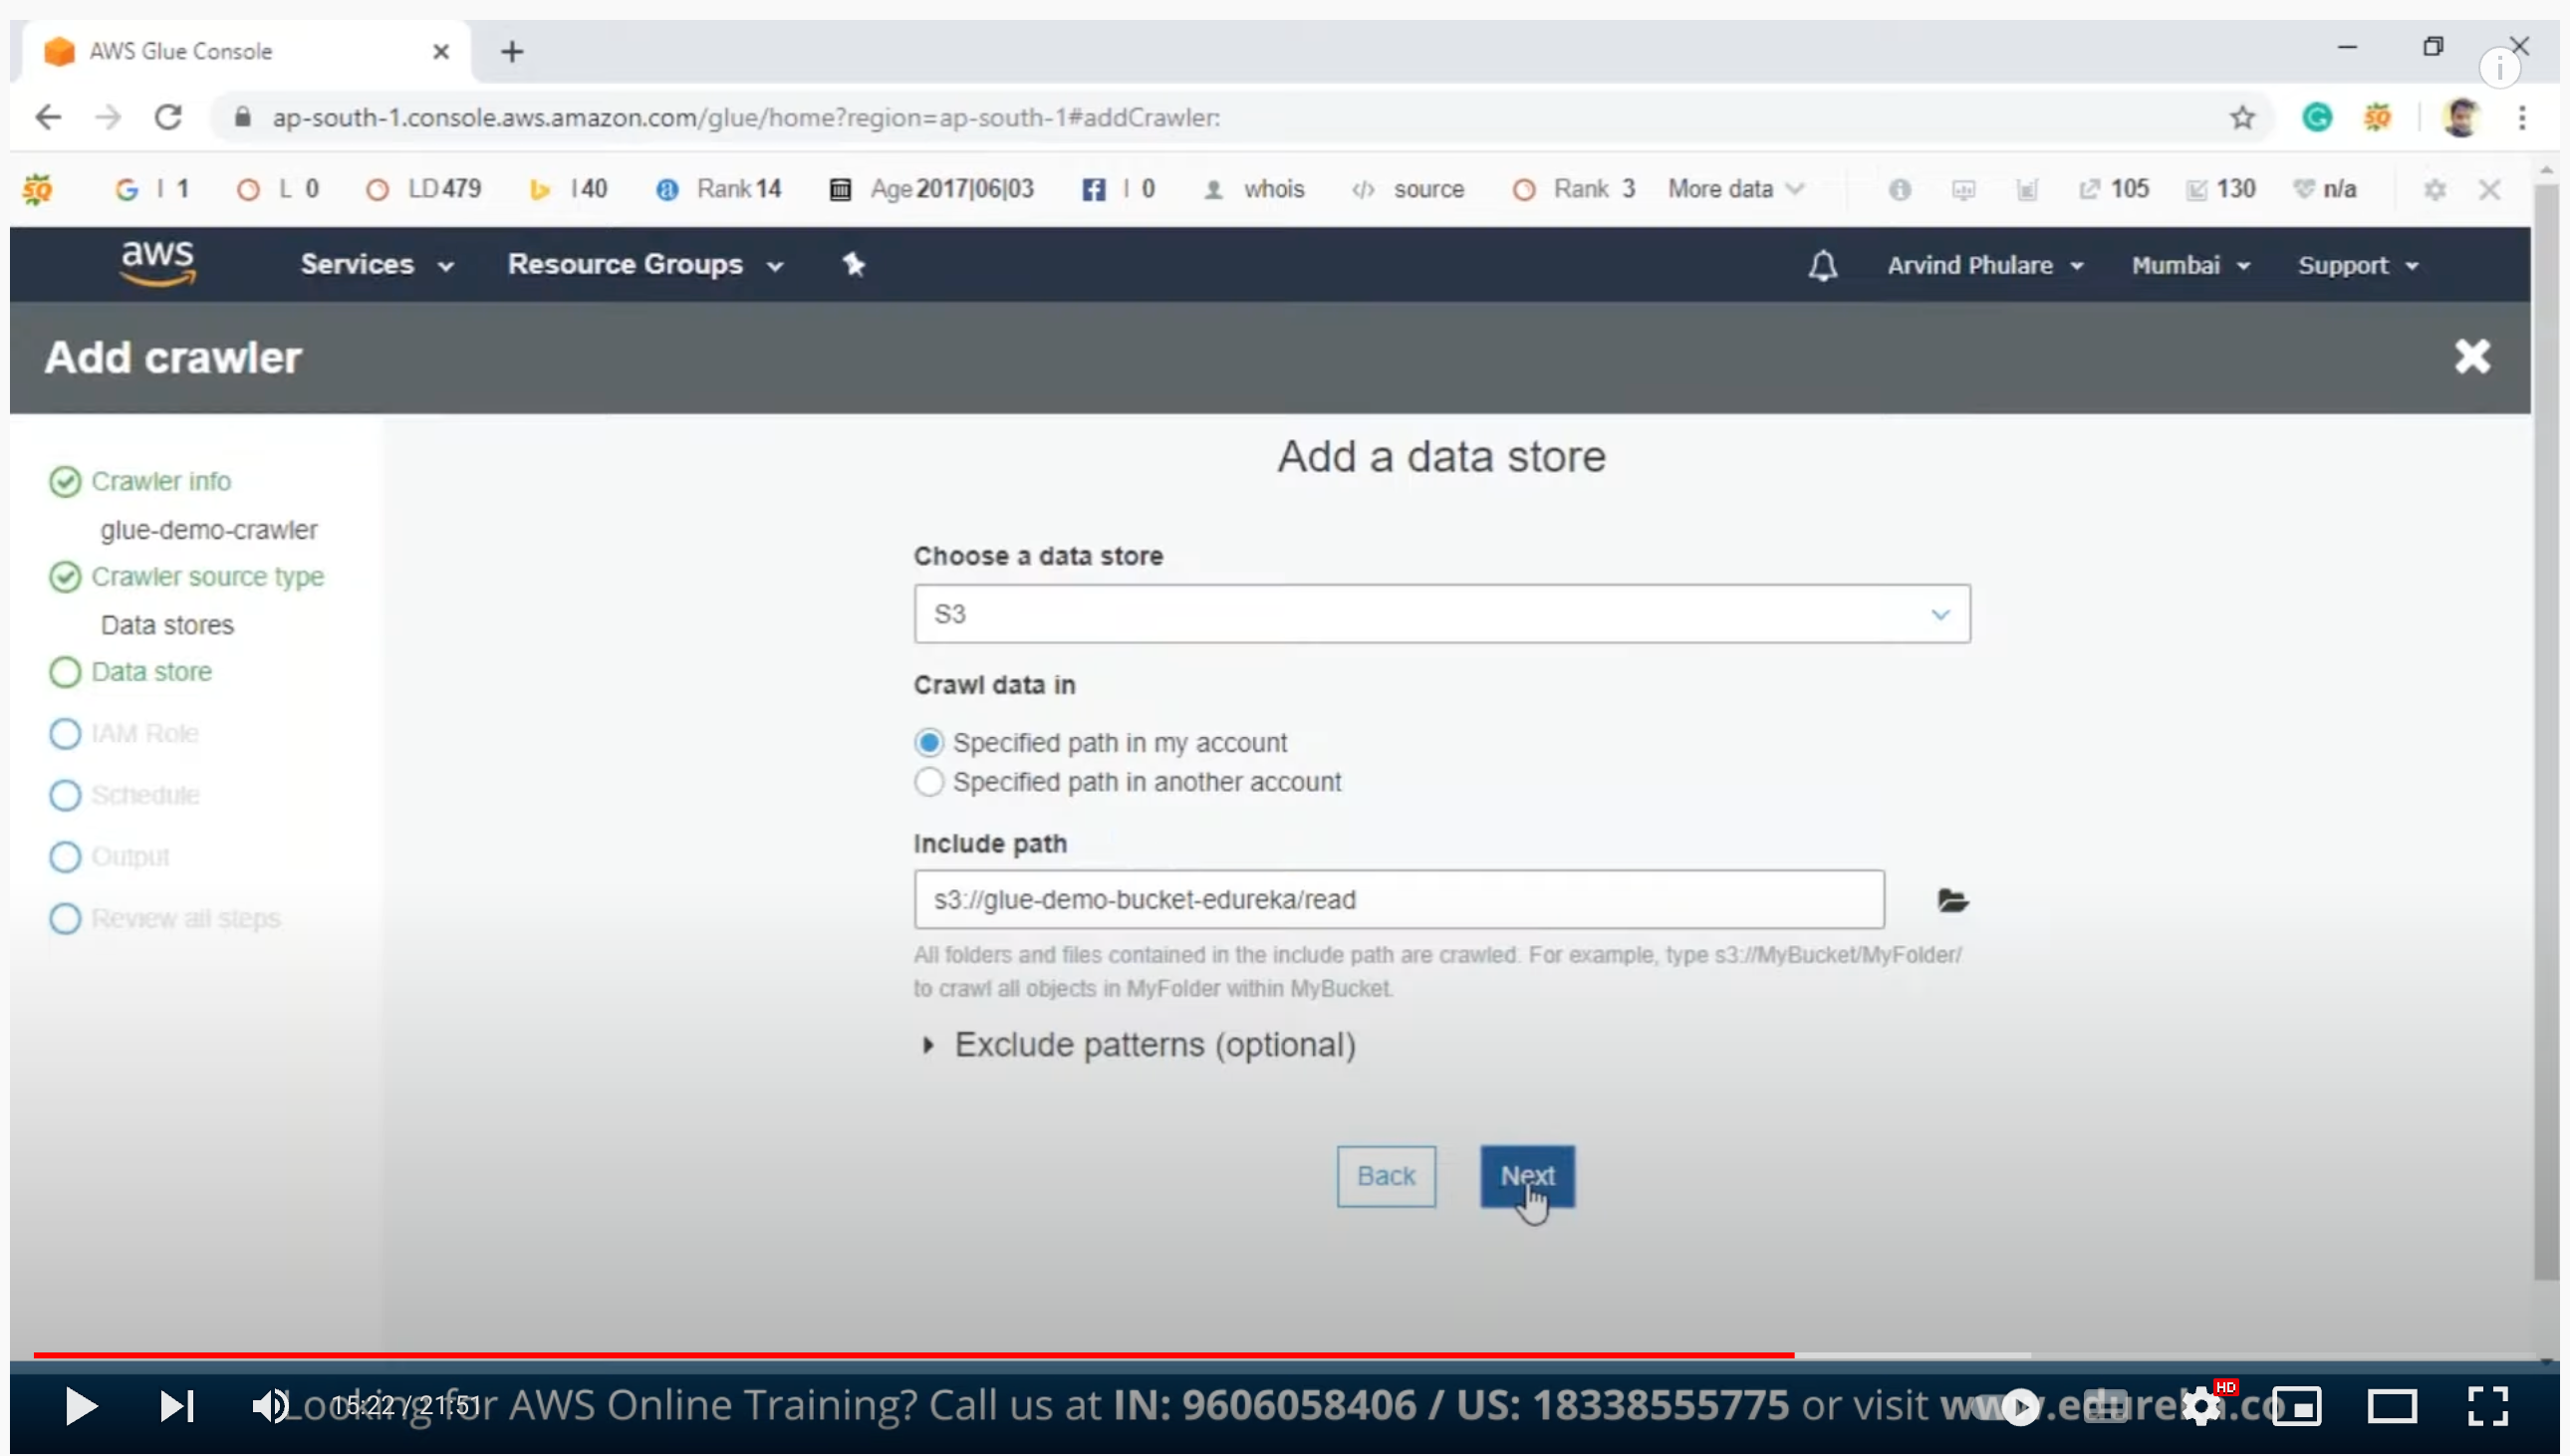 AWS Glue Console
ap-south-1.console.aws.amazon.com/glue/home?region=ap-south-1#addCrawler:
SQ I 1 L 0 LD 479 I 40 Rank 14 Age 2017|06|03 I 0 whois source Rank 3 More data 105 130 n/a
aws Services Resource Groups Arvind Phulare Mumbai Support
Add crawler
Crawler info
glue-demo-crawler
Crawler source type
Data stores
Data store
IAM Role
Schedule
Output
Review all steps
Add a data store
Choose a data store
S3
Crawl data in
Specified path in my account
Specified path in another account
Include path
s3://glue-demo-bucket-edureka/read
All folders and files contained in the include path are crawled. For example, type s3://MyBucket/MyFolder/
to crawl all objects in MyFolder within MyBucket.
Exclude patterns (optional)
Back Next
15:22 / 21:51
Looking for AWS Online Training? Call us at IN: 9606058406 / US: 18338555775 or visit www.edureka.co
HD